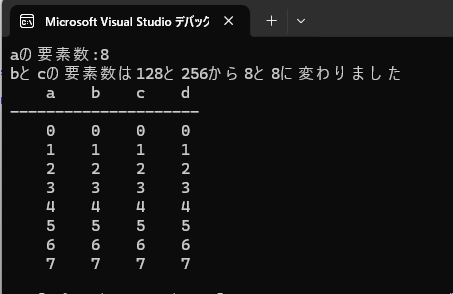 Microsoft Visual Studio デバック
aの要素数:8
bとcの要素数は128と256から8と8に変わりました
a b c d
---------------------
0 0 0 0
1 1 1 1
2 2 2 2
3 3 3 3
4 4 4 4
5 5 5 5
6 6 6 6
7 7 7 7